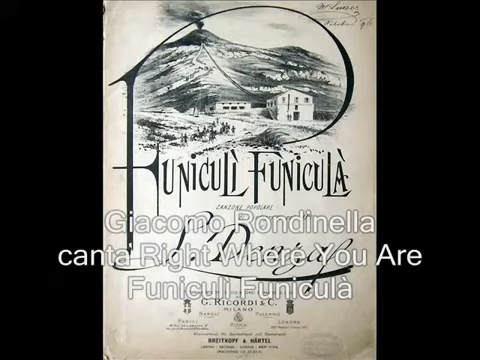 FUNICULÌ FUNICULÀ
CANZONE POPOLARE
Giacomo Rondinella
L. Denza
canta Right Where You Are
Funiculì Funiculà
G. RICORDI & C.
MILANO
NAPOLI
ROMA
PALERMO
PARIGI
LONDRA
BREITKOPF & HÄRTEL